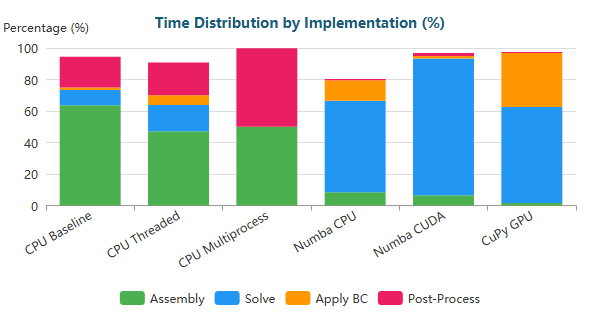 Time Distribution by Implementation (%)
Percentage (%)
100
80
60
40
20
0
CPU Baseline
CPU Threaded
CPU Multiprocess
Numba CPU
Numba CUDA
CuPy GPU
Assembly Solve Apply BC Post-Process